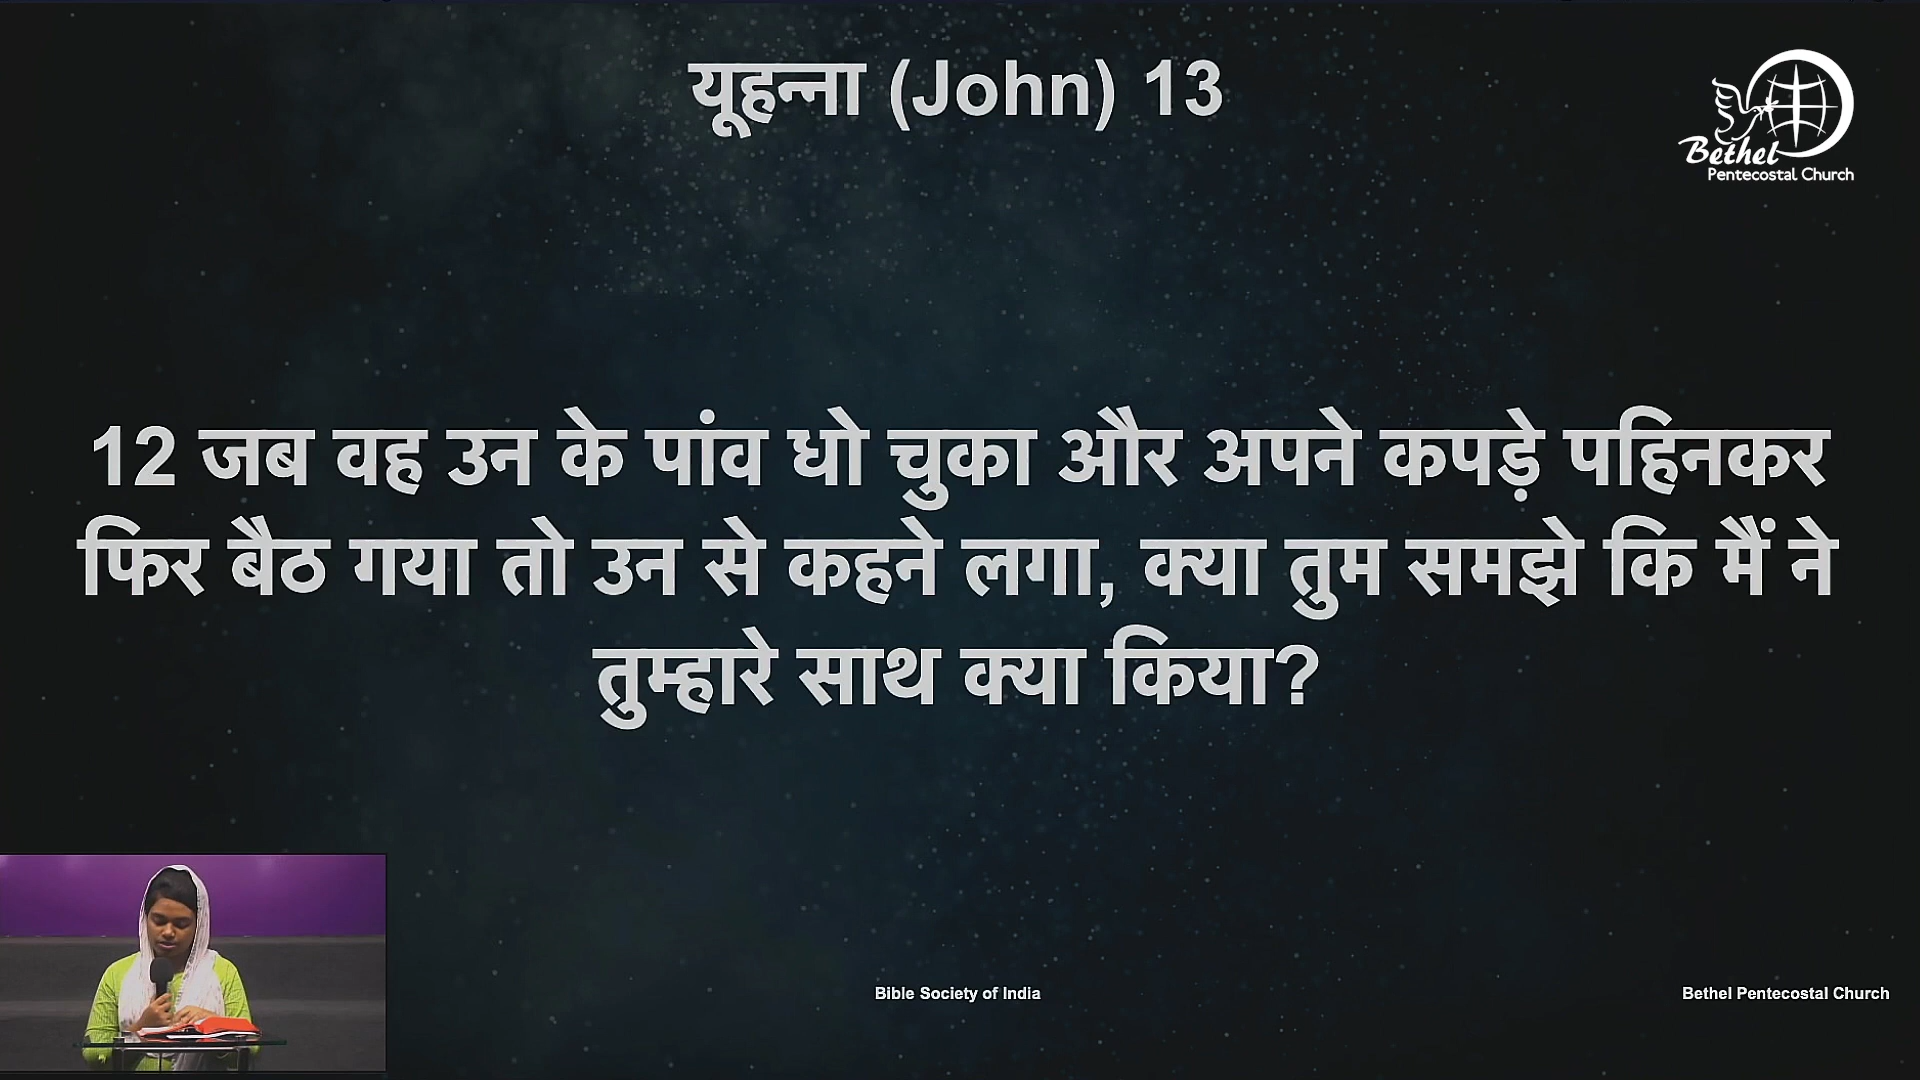 यूहन्ना (John) 13
Bethel
Pentecostal Church
12 जब वह उन के पांव धो चुका और अपने कपड़े पहिनकर
फिर बैठ गया तो उन से कहने लगा, क्या तुम समझे कि मैं ने
तुम्हारे साथ क्या किया?
Bible Society of India
Bethel Pentecostal Church